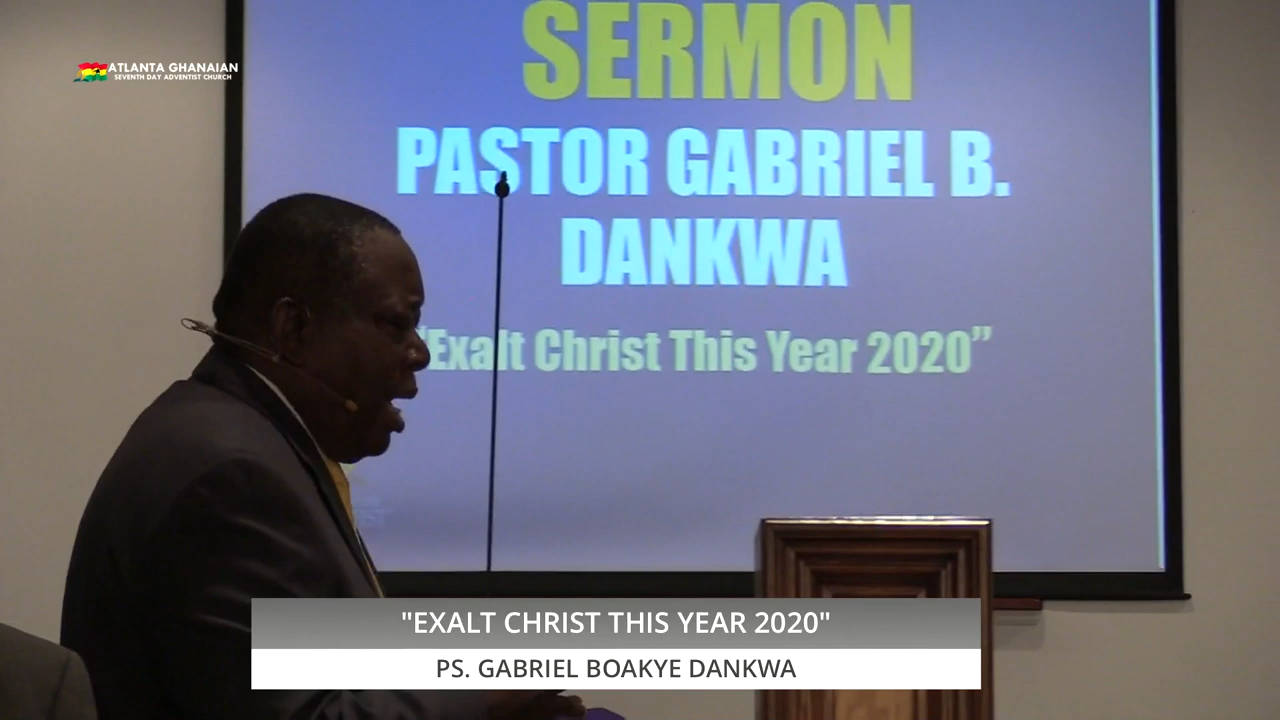 ATLANTA GHANAIAN
SEVENTH DAY ADVENTIST CHURCH
SERMON
PASTOR GABRIEL B.
DANKWA
“Exalt Christ This Year 2020”
"EXALT CHRIST THIS YEAR 2020"
PS. GABRIEL BOAKYE DANKWA